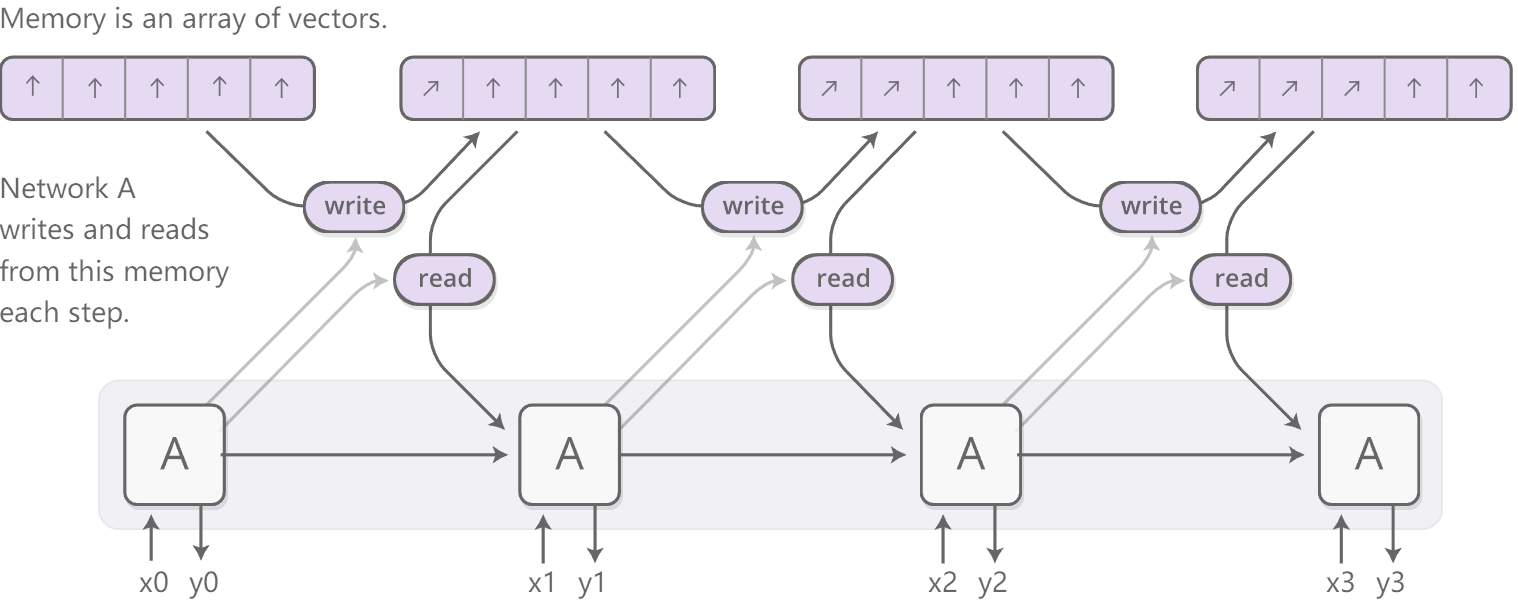 Memory is an array of vectors.
Network A
writes and reads
from this memory
each step.
write
write
write
read
read
read
A
A
A
A
x0 y0
x1 y1
x2 y2
x3 y3